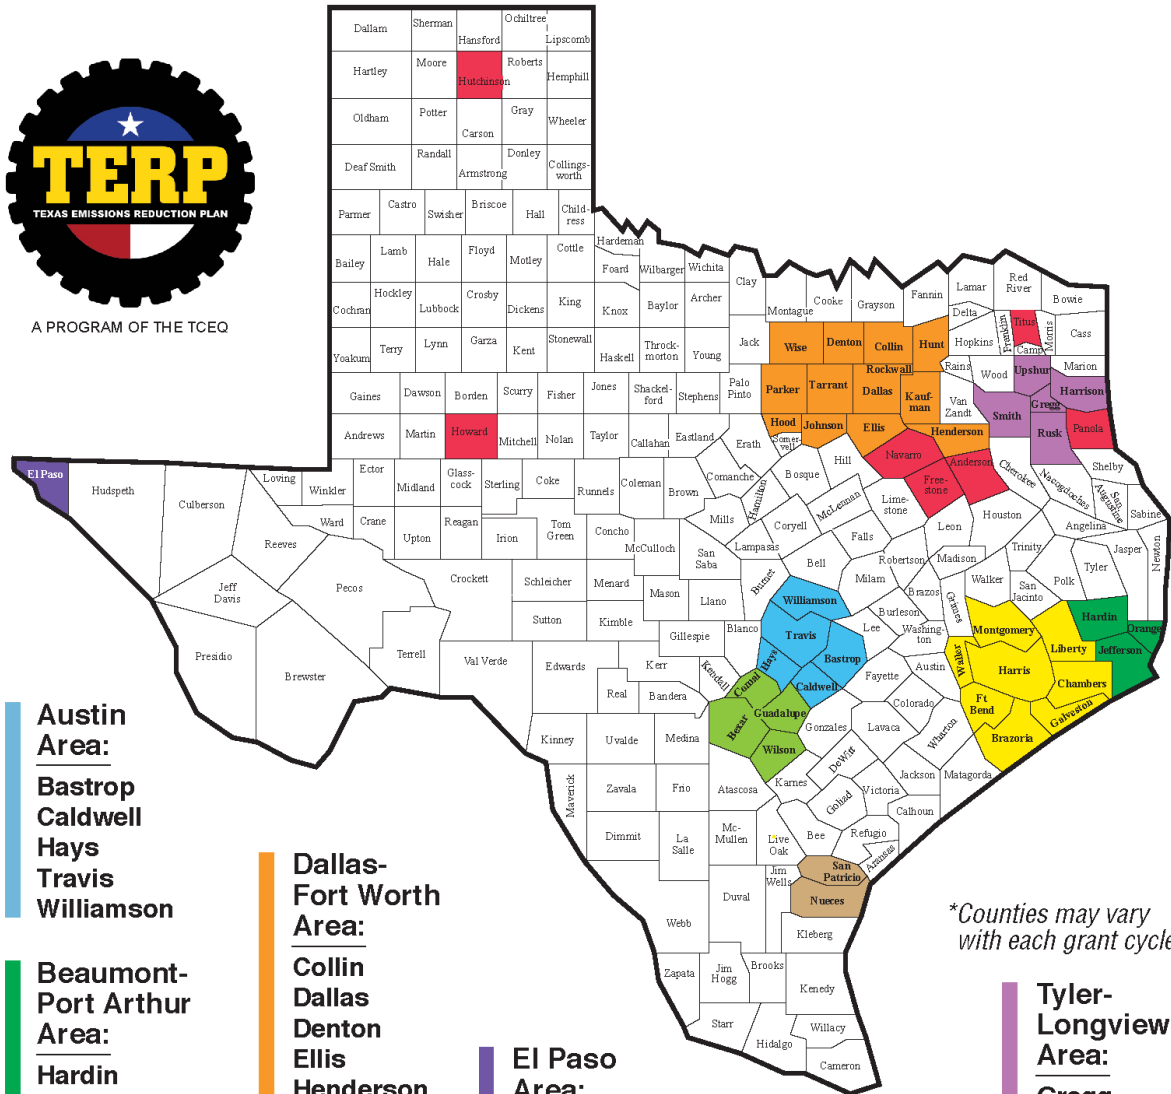 TERP
TEXAS EMISSIONS REDUCTION PLAN
A PROGRAM OF THE TCEQ
Dallam
Sherman
Hansford
Ochiltree
Lipscomb
Hartley
Moore
Hutchinson
Roberts
Hemphill
Oldham
Potter
Carson
Gray
Wheeler
Deaf Smith
Randall
Armstrong
Donley
Collings-
worth
Parmer
Castro
Swisher
Briscoe
Hall
Child-
ress
Bailey
Lamb
Hale
Floyd
Motley
Cottle
Hardeman
Foard
Wilbarger
Wichita
Clay
Montague
Cooke
Grayson
Fannin
Lamar
Red
River
Bowie
Cochran
Hockley
Lubbock
Crosby
Dickens
King
Knox
Baylor
Archer
Delta
Hopkins
Franklin
Titus
Camp
Morris
Cass
Yoakum
Terry
Lynn
Garza
Kent
Stonewall
Haskell
Throck-
morton
Young
Jack
Wise
Denton
Collin
Hunt
Rockwall
Rains
Wood
Upshur
Marion
Harrison
Gaines
Dawson
Borden
Scurry
Fisher
Jones
Shackel-
ford
Stephens
Palo
Pinto
Parker
Tarrant
Dallas
Kauf-
man
Van
Zandt
Smith
Gregg
Rusk
Panola
Andrews
Martin
Howard
Mitchell
Nolan
Taylor
Callahan
Eastland
Erath
Hood
Somer-
vell
Johnson
Ellis
Henderson
Navarro
Anderson
Free-
stone
Cherokee
Nacogdoches
Shelby
San
Augustine
Sabine
El Paso
Hudspeth
Culberson
Loving
Winkler
Ector
Midland
Glass-
cock
Sterling
Coke
Runnels
Coleman
Brown
Comanche
Hamilton
Bosque
Hill
McLennan
Lime-
stone
Leon
Houston
Angelina
Reeves
Ward
Crane
Upton
Reagan
Irion
Tom
Green
Concho
McCulloch
San
Saba
Mills
Lampasas
Coryell
Falls
Bell
Robertson
Madison
Trinity
Polk
Tyler
Jasper
Newton
Jeff
Davis
Pecos
Crockett
Schleicher
Menard
Mason
Llano
Burnet
Williamson
Milam
Brazos
Grimes
Walker
San
Jacinto
Hardin
Orange
Jefferson
Presidio
Brewster
Terrell
Val Verde
Sutton
Kimble
Gillespie
Blanco
Travis
Hays
Bastrop
Caldwell
Lee
Burleson
Washing-
ton
Austin
Waller
Montgomery
Liberty
Harris
Chambers
Ft
Bend
Galveston
Brazoria
Edwards
Real
Kerr
Bandera
Kendall
Comal
Guadalupe
Bexar
Wilson
Gonzales
Fayette
Colorado
Lavaca
Wharton
Matagorda
Jackson
DeWitt
Victoria
Calhoun
Goliad
Karnes
Kinney
Uvalde
Medina
Maverick
Zavala
Frio
Atascosa
Dimmit
La
Salle
Mc-
Mullen
Live
Oak
Bee
Refugio
Aransas
San
Patricio
Nueces
Jim
Wells
Duval
Webb
Kleberg
Zapata
Jim
Hogg
Brooks
Kenedy
Starr
Hidalgo
Willacy
Cameron
*Counties may vary
with each grant cycle
Austin
Area:
Bastrop
Caldwell
Hays
Travis
Williamson
Beaumont-
Port Arthur
Area:
Hardin
Dallas-
Fort Worth
Area:
Collin
Dallas
Denton
Ellis
Henderson
El Paso
Area:
Tyler-
Longview
Area:
Gregg